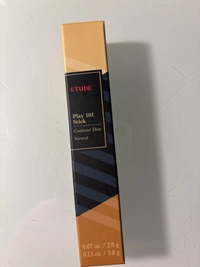 ETUDE
Play 101
Stick
Contour Duo
Natural
0.07 oz. / 2.0 g
0.13 oz. / 3.8 g